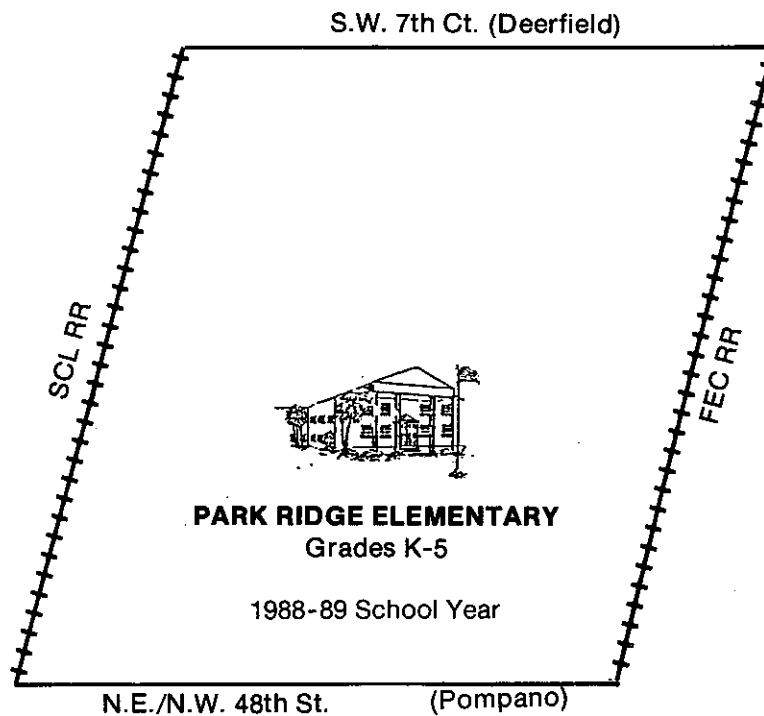 S.W. 7th Ct. (Deerfield)
SCL RR
FEC RR
PARK RIDGE ELEMENTARY
Grades K-5
1988-89 School Year
N.E./N.W. 48th St. (Pompano)